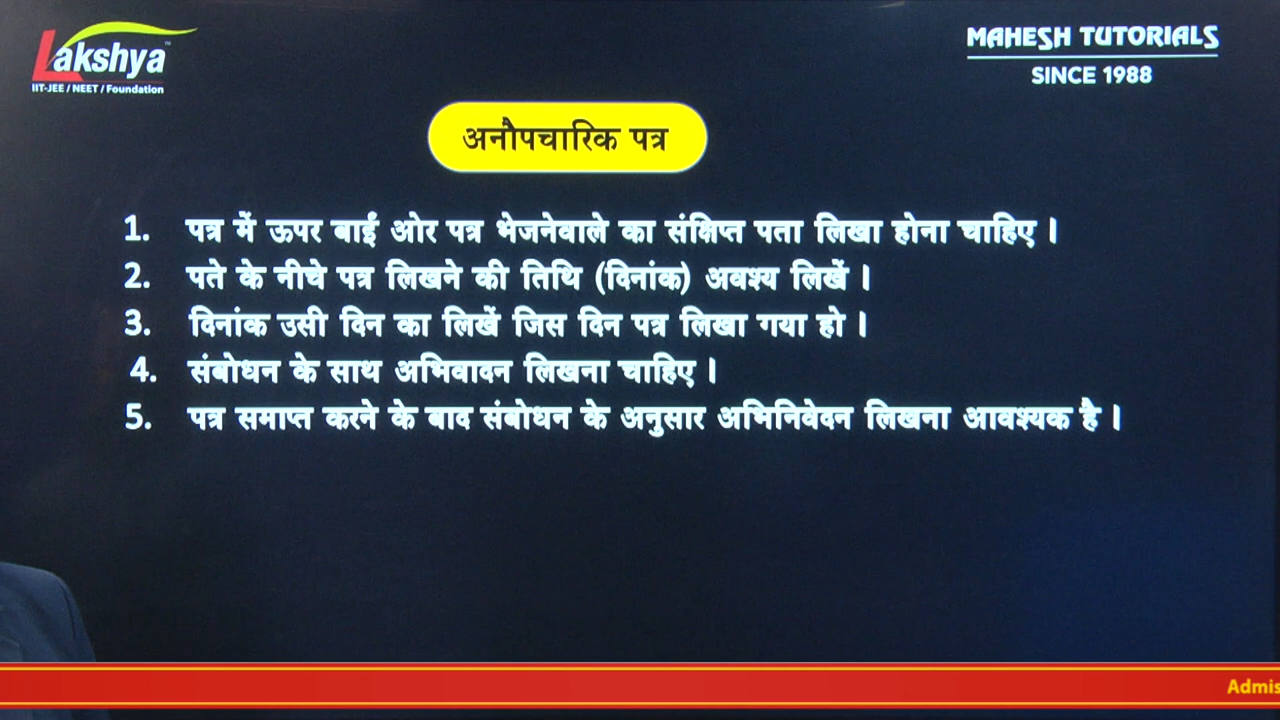 Lakshya
IIT-JEE / NEET / Foundation
MAHESH TUTORIALS
SINCE 1988
अनौपचारिक पत्र
1. पत्र में ऊपर बाईं ओर पत्र भेजनेवाले का संक्षिप्त पता लिखा होना चाहिए ।
2. पते के नीचे पत्र लिखने की तिथि (दिनांक) अवश्य लिखें ।
3. दिनांक उसी दिन का लिखें जिस दिन पत्र लिखा गया हो ।
4. संबोधन के साथ अभिवादन लिखना चाहिए ।
5. पत्र समाप्त करने के बाद संबोधन के अनुसार अभिनिवेदन लिखना आवश्यक है ।